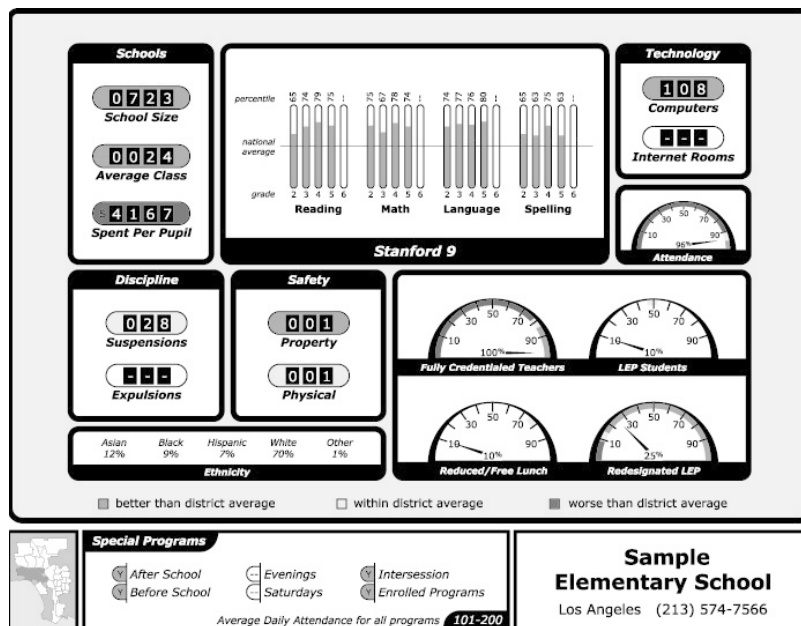 Schools
0723
School Size
0024
Average Class
$ 4167
Spent Per Pupil
percentile
65 74 79 75 --
75 67 78 74 --
74 77 76 80 --
65 63 75 63 --
national
average
grade
2 3 4 5 6
2 3 4 5 6
2 3 4 5 6
2 3 4 5 6
Reading Math Language Spelling
Stanford 9
Technology
108
Computers
---
Internet Rooms
10 30 50 70 90
96%
Attendance
Discipline
028
Suspensions
---
Expulsions
Safety
001
Property
001
Physical
10 30 50 70 90
100%
Fully Credentialed Teachers
10 30 50 70 90
10%
LEP Students
10 30 50 70 90
10%
Reduced/Free Lunch
10 30 50 70 90
25%
Redesignated LEP
Asian Black Hispanic White Other
12% 9% 7% 70% 1%
Ethnicity
better than district average within district average worse than district average
Special Programs
Y After School -- Evenings Y Intersession
Y Before School -- Saturdays Y Enrolled Programs
Average Daily Attendance for all programs 101-200
Sample
Elementary School
Los Angeles (213) 574-7566